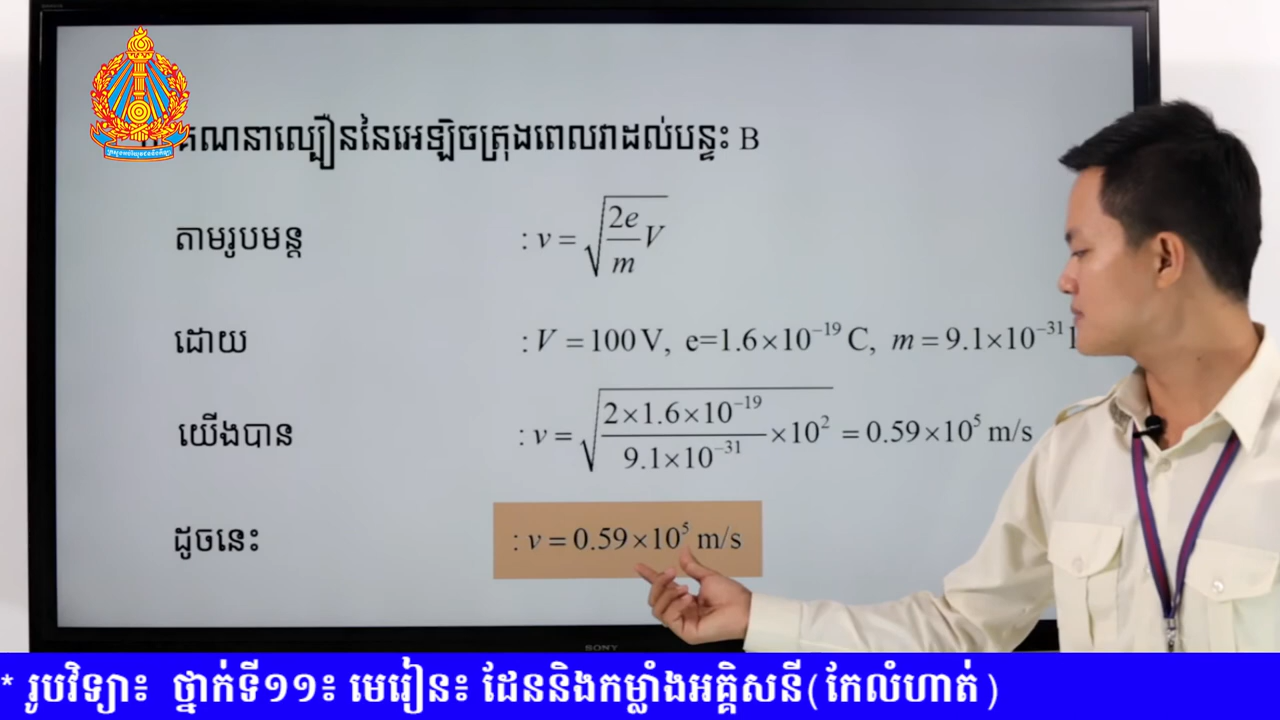 គណនាល្បឿននៃអេឡិចត្រុងពេលវាដល់បន្ទះ B
តាមរូបមន្ត : v = √(2e/m V)
ដោយ : V = 100 V, e=1.6×10⁻¹⁹ C, m = 9.1×10⁻³¹
យើងបាន : v = √(2×1.6×10⁻¹⁹/9.1×10⁻³¹ ×10²) = 0.59×10⁵ m/s
ដូចនេះ : v = 0.59×10⁵ m/s
SONY
* រូបវិទ្យា៖ ថ្នាក់ទី១១៖ មេរៀន៖ ដែននិងកម្លាំងអគ្គិសនី(កែលំហាត់)